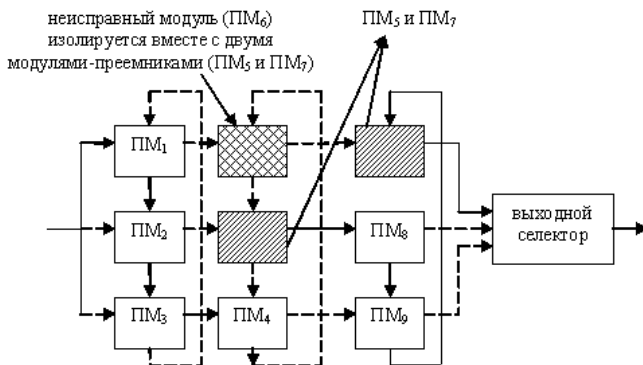 неисправный модуль (ПМ₆)
изолируется вместе с двумя
модулями-преемниками (ПМ₅ и ПМ₇)
ПМ₅ и ПМ₇
ПМ₁
ПМ₂
ПМ₈
выходной
селектор
ПМ₃
ПМ₄
ПМ₉